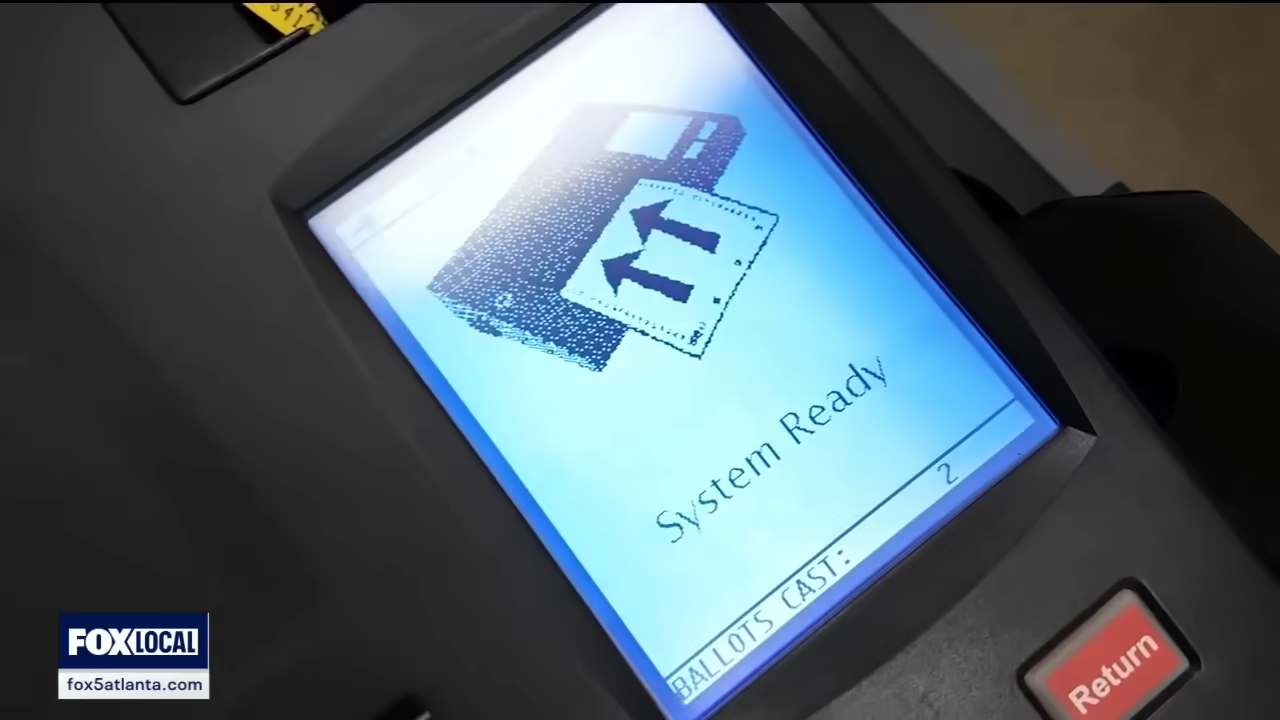 System Ready
BALLOTS CAST: 2
Return
FOX LOCAL
fox5atlanta.com